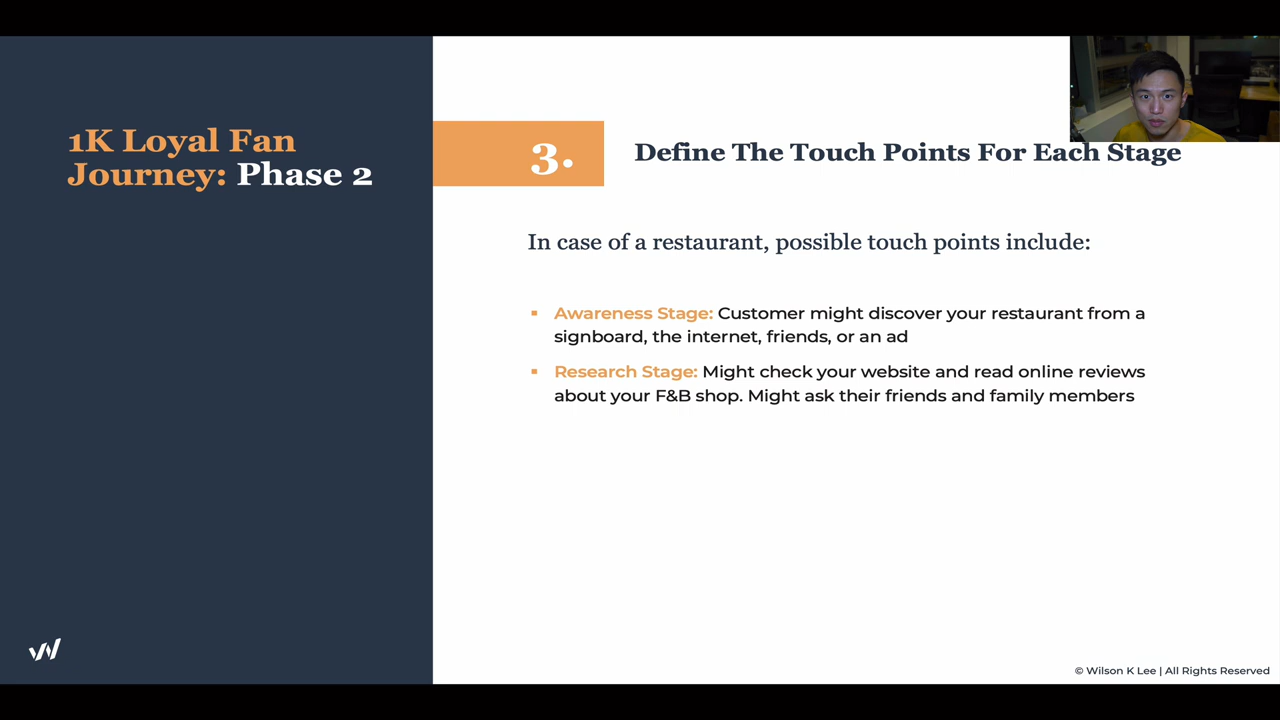 1K Loyal Fan
Journey: Phase 2
3.
Define The Touch Points For Each Stage
In case of a restaurant, possible touch points include:
▪ Awareness Stage: Customer might discover your restaurant from a
signboard, the internet, friends, or an ad
▪ Research Stage: Might check your website and read online reviews
about your F&B shop. Might ask their friends and family members
© Wilson K Lee | All Rights Reserved